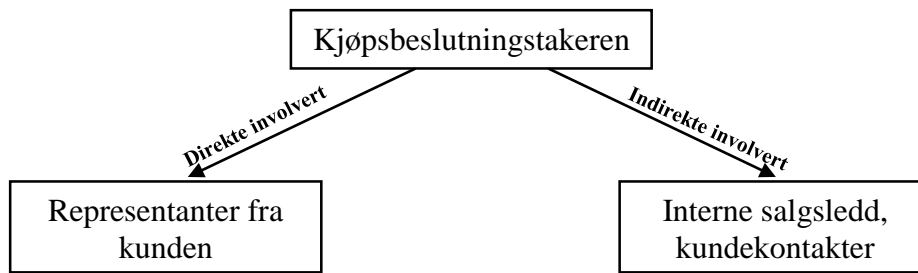 Kjøpsbeslutningstakeren
Direkte involvert
Indirekte involvert
Representanter fra
kunden
Interne salgsledd,
kundekontakter